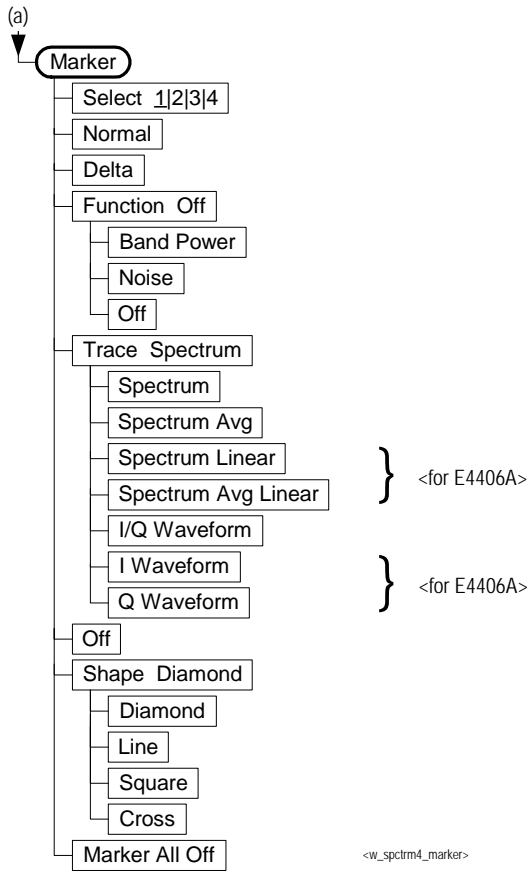 (a)
Marker
Select 1|2|3|4
Normal
Delta
Function Off
Band Power
Noise
Off
Trace Spectrum
Spectrum
Spectrum Avg
Spectrum Linear
Spectrum Avg Linear
} <for E4406A>
I/Q Waveform
I Waveform
Q Waveform
} <for E4406A>
Off
Shape Diamond
Diamond
Line
Square
Cross
Marker All Off
<w_spctrm4_marker>